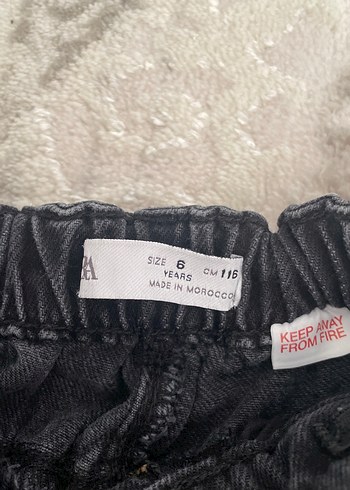 SIZE 6
YEARS
CM 116
MADE IN MOROCCO
KEEP AWAY
FROM FIRE